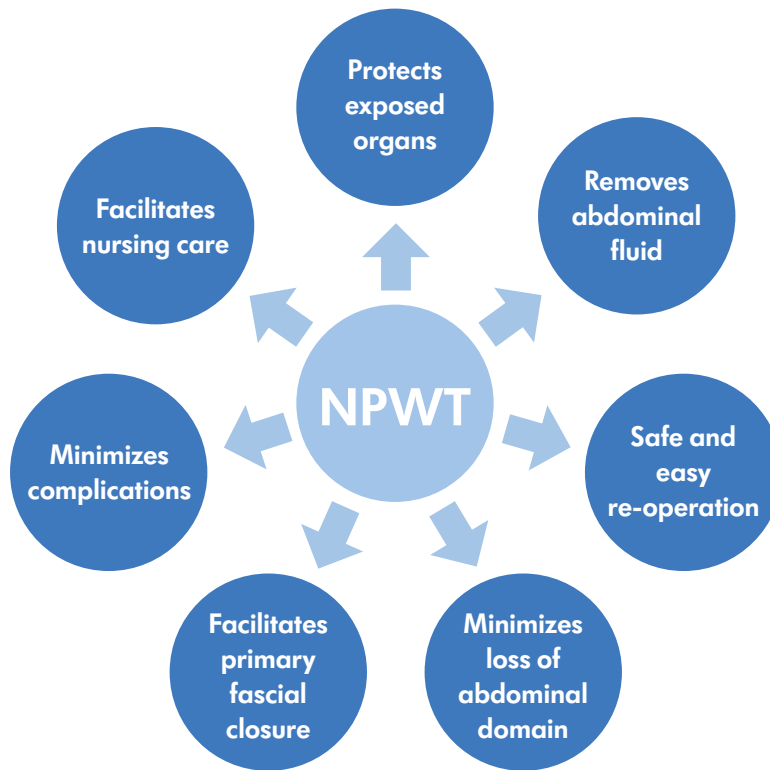 Protects
exposed
organs
Removes
abdominal
fluid
Safe and
easy
re-operation
Minimizes
loss of
abdominal
domain
Facilitates
primary
fascial
closure
Minimizes
complications
Facilitates
nursing care
NPWT